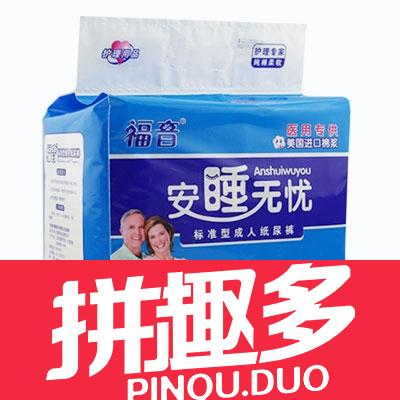 护理用品
护理专家
纯棉柔软
福音®
医用专供
美国进口棉浆
Anshuiwuyou
安睡无忧
标准型成人纸尿裤
拼趣多
PINQU.DUO